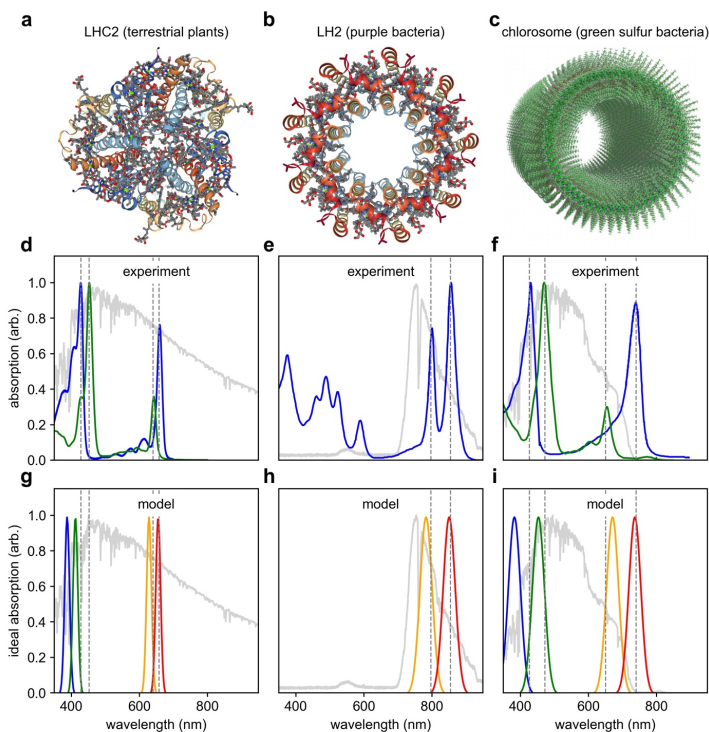 a
LHC2 (terrestrial plants)
b
LH2 (purple bacteria)
c
chlorosome (green sulfur bacteria)
d
experiment
e
experiment
f
experiment
absorption (arb.)
1.0
0.8
0.6
0.4
0.2
0.0
g
model
h
model
i
model
ideal absorption (arb.)
1.0
0.8
0.6
0.4
0.2
0.0
400 600 800
400 600 800
400 600 800
wavelength (nm)
wavelength (nm)
wavelength (nm)